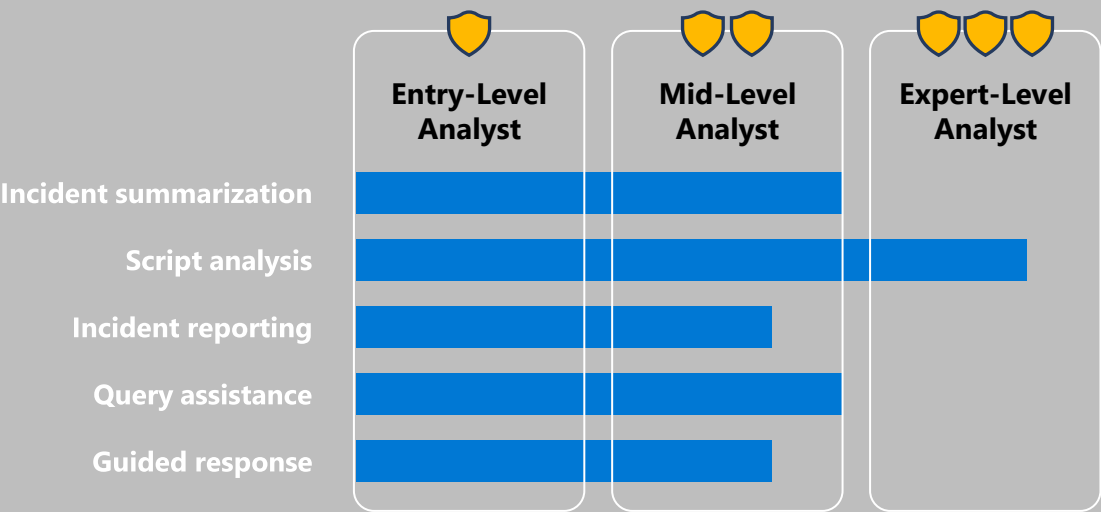 Entry-Level
Analyst
Mid-Level
Analyst
Expert-Level
Analyst
Incident summarization
Script analysis
Incident reporting
Query assistance
Guided response